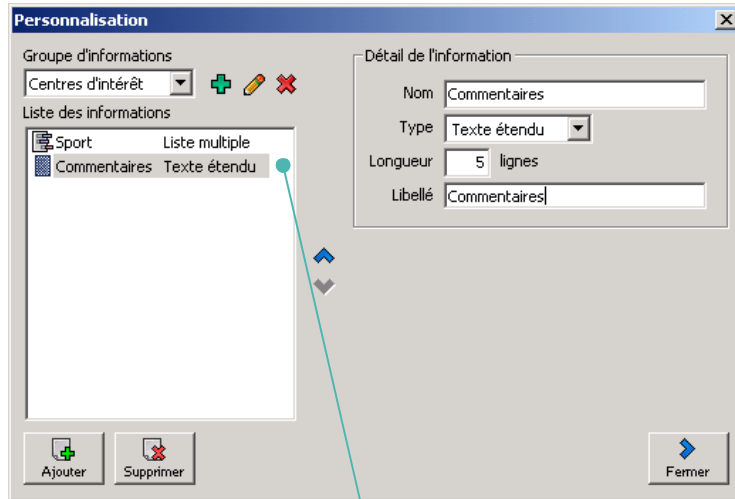 Personnalisation
Groupe d'informations
Centres d'intérêt
Liste des informations
Sport Liste multiple
Commentaires Texte étendu
Détail de l'information
Nom Commentaires
Type Texte étendu
Longueur 5 lignes
Libellé Commentaires
Ajouter
Supprimer
Fermer